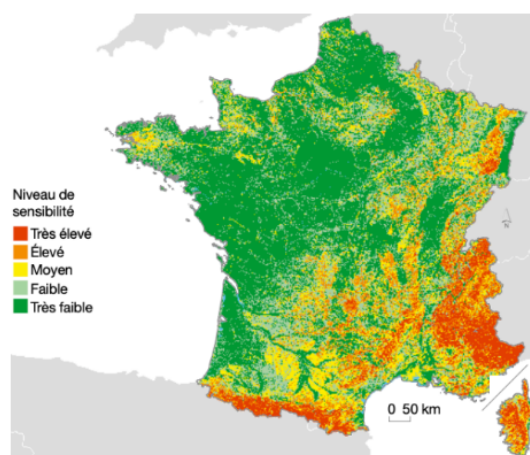 Niveau de
sensibilité
Très élevé
Élevé
Moyen
Faible
Très faible
0 50 km